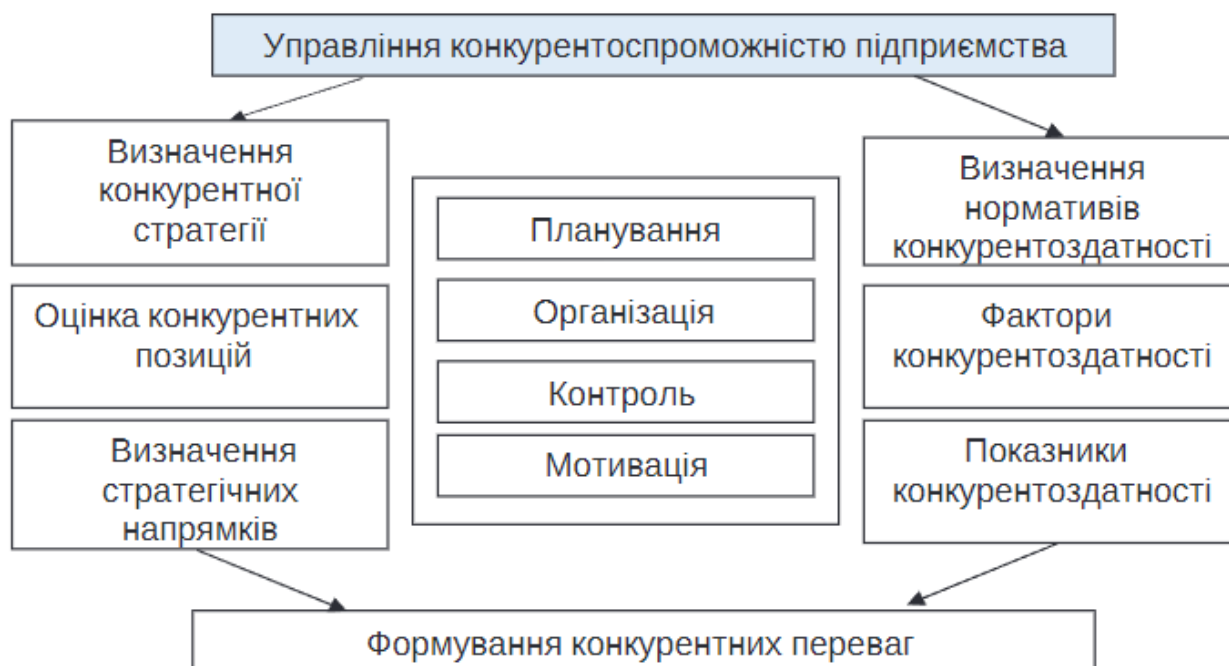 Управління конкурентоспроможністю підприємства
Визначення
конкурентної
стратегії
Оцінка конкурентних
позицій
Визначення
стратегічних
напрямків
Планування
Організація
Контроль
Мотивація
Визначення
нормативів
конкурентоздатності
Фактори
конкурентоздатності
Показники
конкурентоздатності
Формування конкурентних переваг